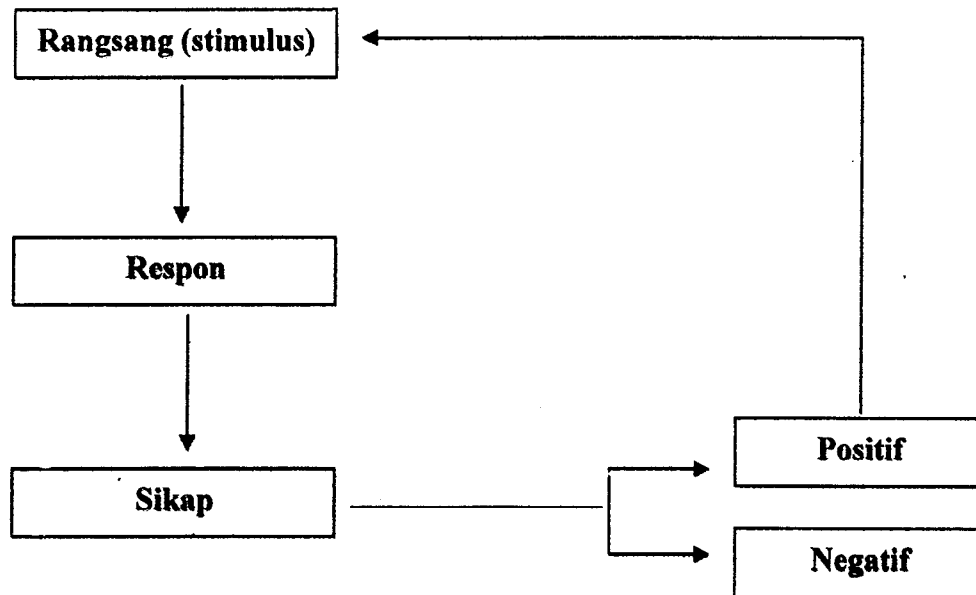 Rangsang (stimulus)
Respon
Sikap
Positif
Negatif